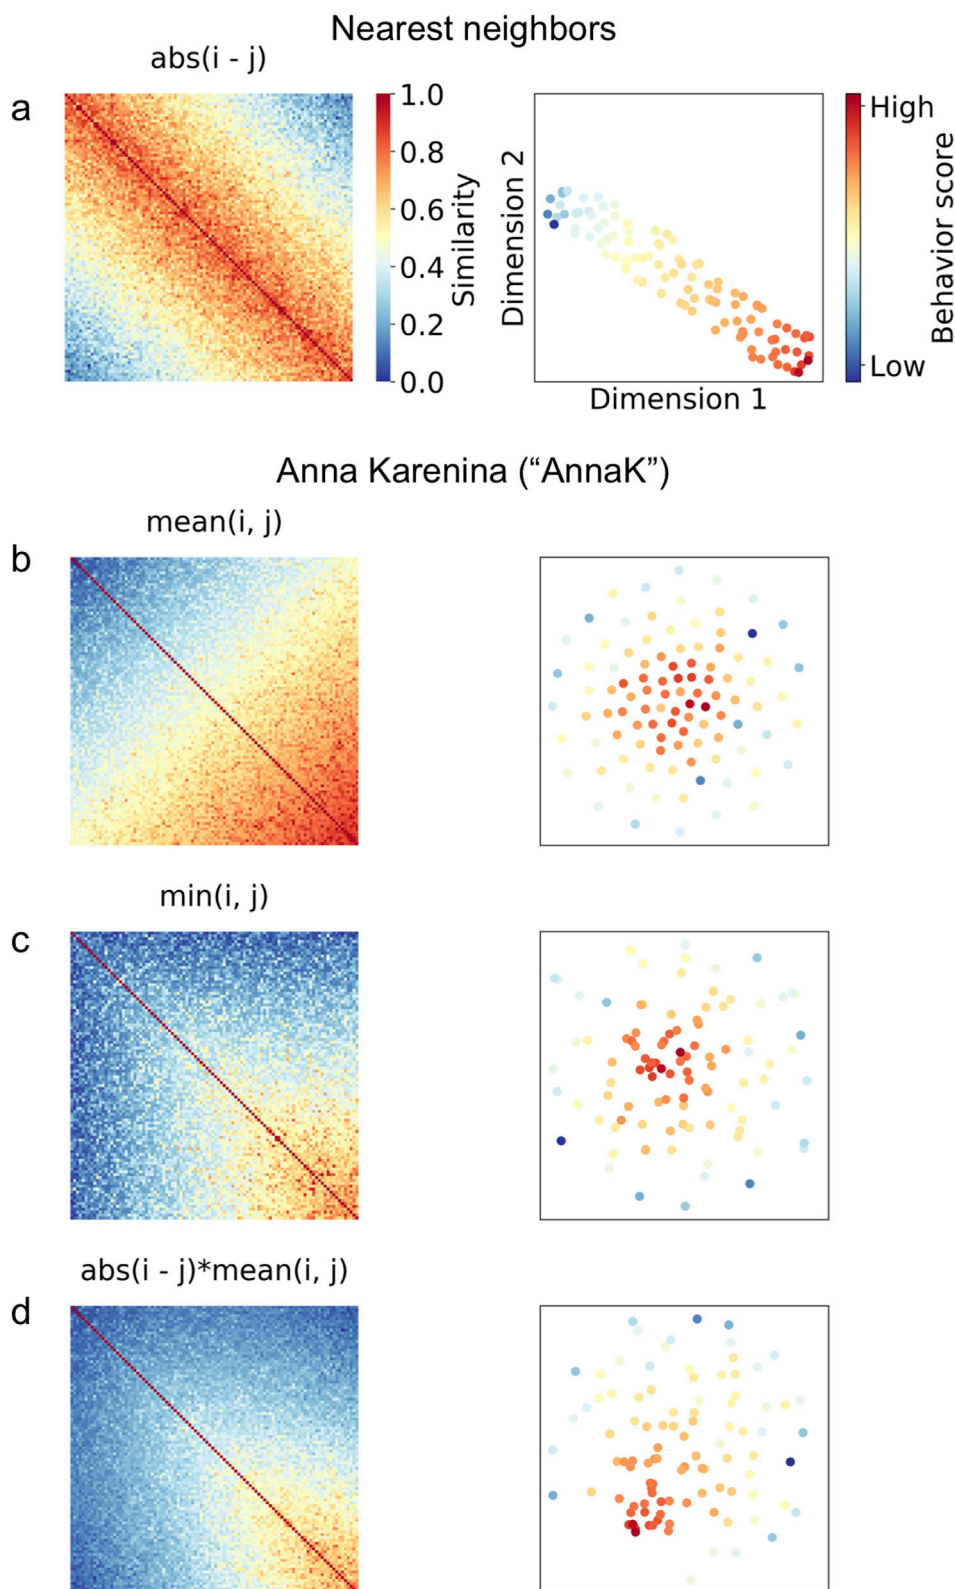 Nearest neighbors
abs(i - j)
a
1.0
0.8
0.6
0.4
0.2
0.0
Similarity
Dimension 2
Dimension 1
High
Low
Behavior score
Anna Karenina (“AnnaK”)
mean(i, j)
b
min(i, j)
c
abs(i - j)*mean(i, j)
d